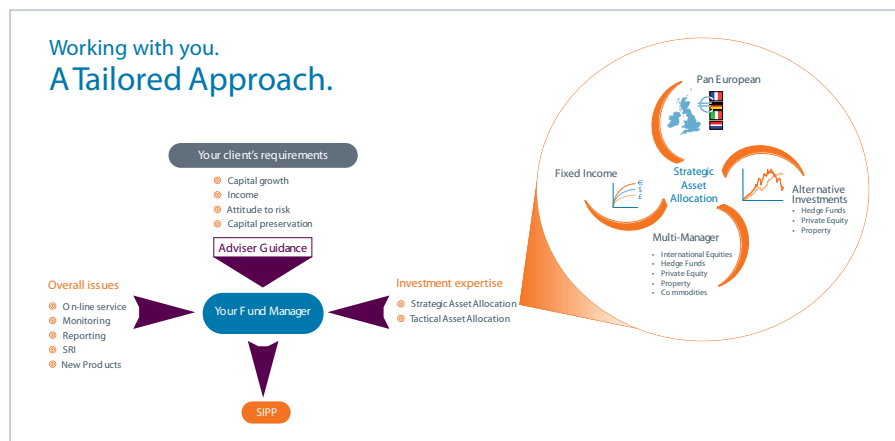 Working with you.
A Tailored Approach.
Your client's requirements
Capital growth
Income
Attitude to risk
Capital preservation
Adviser Guidance
Overall issues
On-line service
Monitoring
Reporting
SRI
New Products
Your Fund Manager
Investment expertise
Strategic Asset Allocation
Tactical Asset Allocation
SIPP
Pan European
€
Fixed Income
€
$
£
Strategic
Asset
Allocation
Alternative
Investments
• Hedge Funds
• Private Equity
• Property
Multi-Manager
• International Equities
• Hedge Funds
• Private Equity
• Property
• Commodities